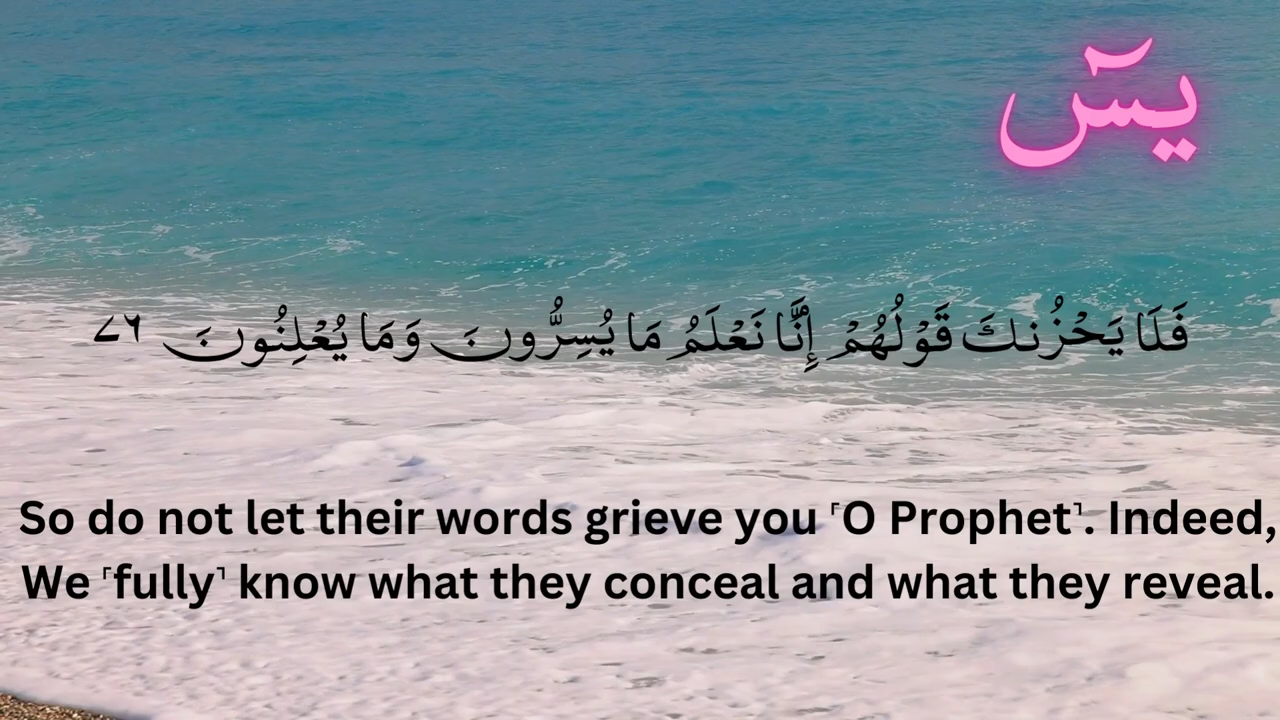 يسٓ
فَلَا يَحْزُنكَ قَوْلُهُمْ إِنَّا نَعْلَمُ مَا يُسِرُّونَ وَمَا يُعْلِنُونَ ٧٦
So do not let their words grieve you ˹O Prophet˺. Indeed,
We ˹fully˺ know what they conceal and what they reveal.